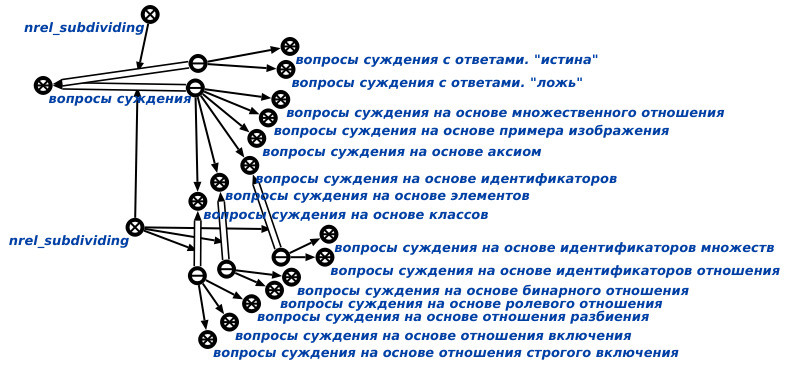 nrel_subdividing
вопросы суждения с ответами. "истина"
вопросы суждения с ответами. "ложь"
вопросы суждения
вопросы суждения на основе множественного отношения
вопросы суждения на основе примера изображения
вопросы суждения на основе аксиом
вопросы суждения на основе идентификаторов
вопросы суждения на основе элементов
вопросы суждения на основе классов
nrel_subdividing
вопросы суждения на основе идентификаторов множеств
вопросы суждения на основе идентификаторов отношения
вопросы суждения на основе бинарного отношения
вопросы суждения на основе ролевого отношения
вопросы суждения на основе отношения разбиения
вопросы суждения на основе отношения включения
вопросы суждения на основе отношения строгого включения